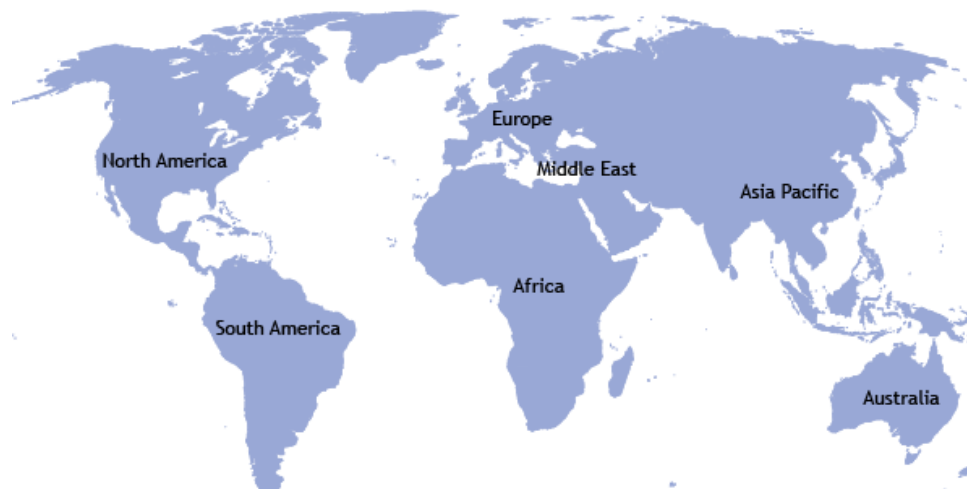 Europe
North America
Middle East
Asia Pacific
Africa
South America
Australia